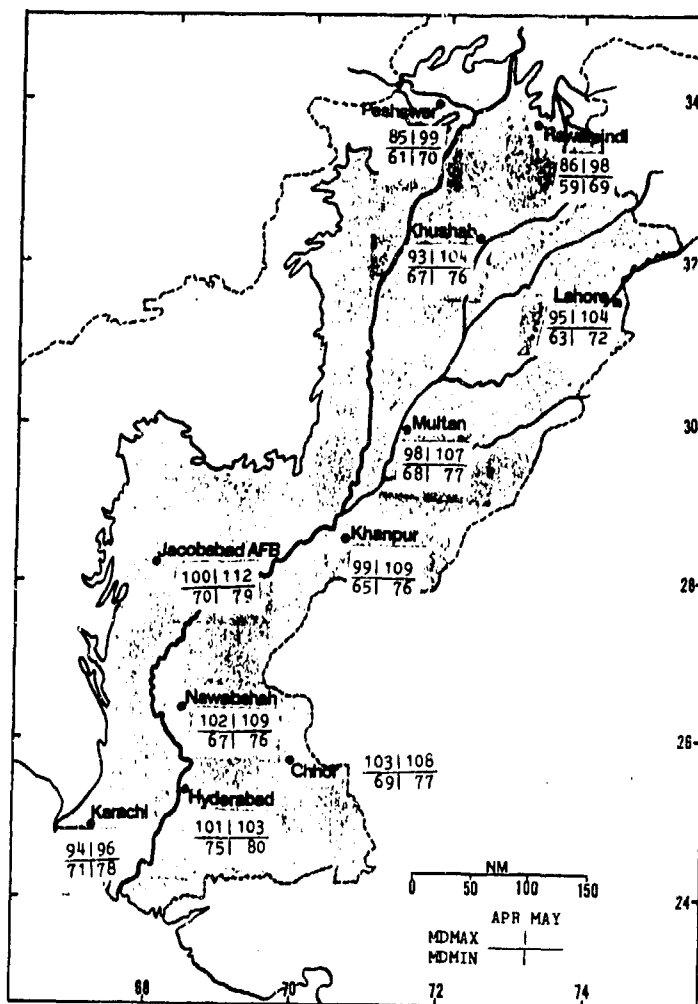 34
Peshawar
Rawalpindi
85|99
61|70
86|98
59|69
Khushab
93|104
67| 76
32
Lahore
95|104
63| 72
30
Multan
98|107
68| 77
Jacobabad AFB
Khanpur
100|112
70| 79
99|109
65| 76
28
Nawabshah
102|109
67| 76
26
Chhor
103|108
69| 77
Karachi
Hyderabad
94|96
71|78
101|103
75| 80
NM
0 50 100 150
24
APR MAY
MDMAX
MDMIN
68 70 72 74